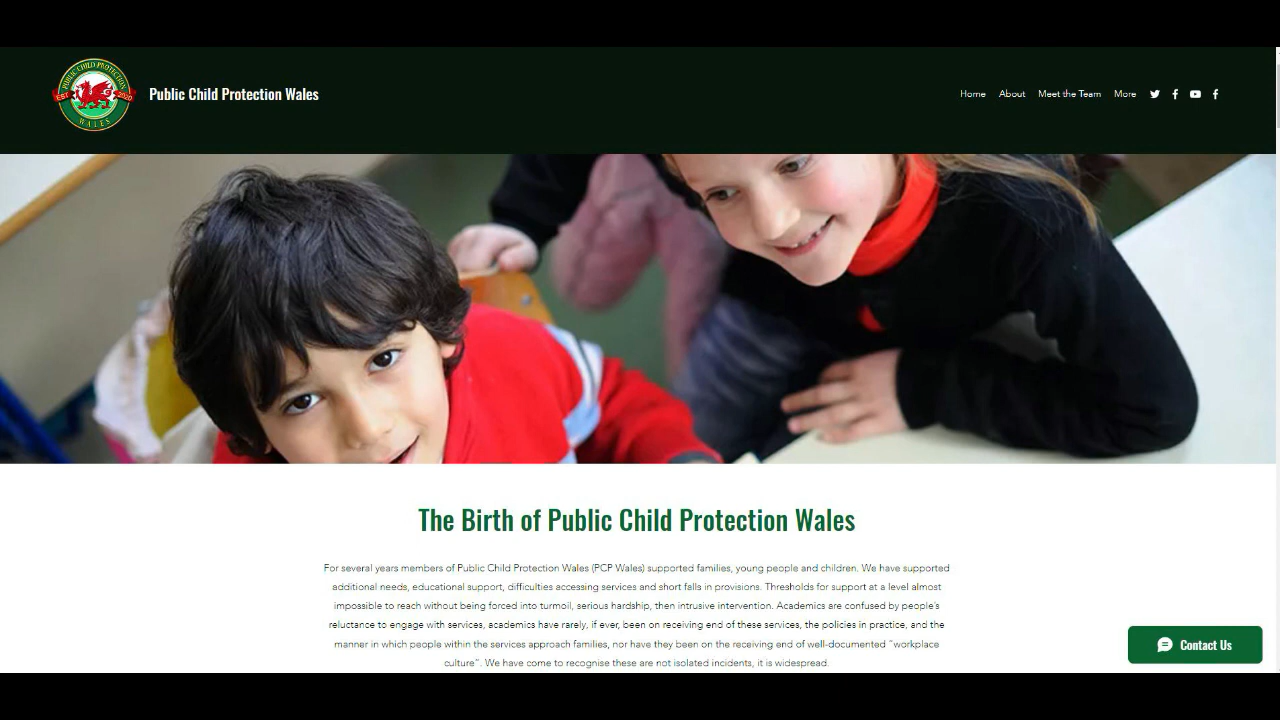 PUBLIC CHILD PROTECTION
EST 2020
WALES
Public Child Protection Wales
Home About Meet the Team More
The Birth of Public Child Protection Wales
For several years members of Public Child Protection Wales (PCP Wales) supported families, young people and children. We have supported
additional needs, educational support, difficulties accessing services and short falls in provisions. Thresholds for support at a level almost
impossible to reach without being forced into turmoil, serious hardship, then intrusive intervention. Academics are confused by people's
reluctance to engage with services, academics have rarely, if ever, been on receiving end of these services, the policies in practice, and the
manner in which people within the services approach families, nor have they been on the receiving end of well-documented “workplace
culture”. We have come to recognise these are not isolated incidents, it is widespread.
Contact Us